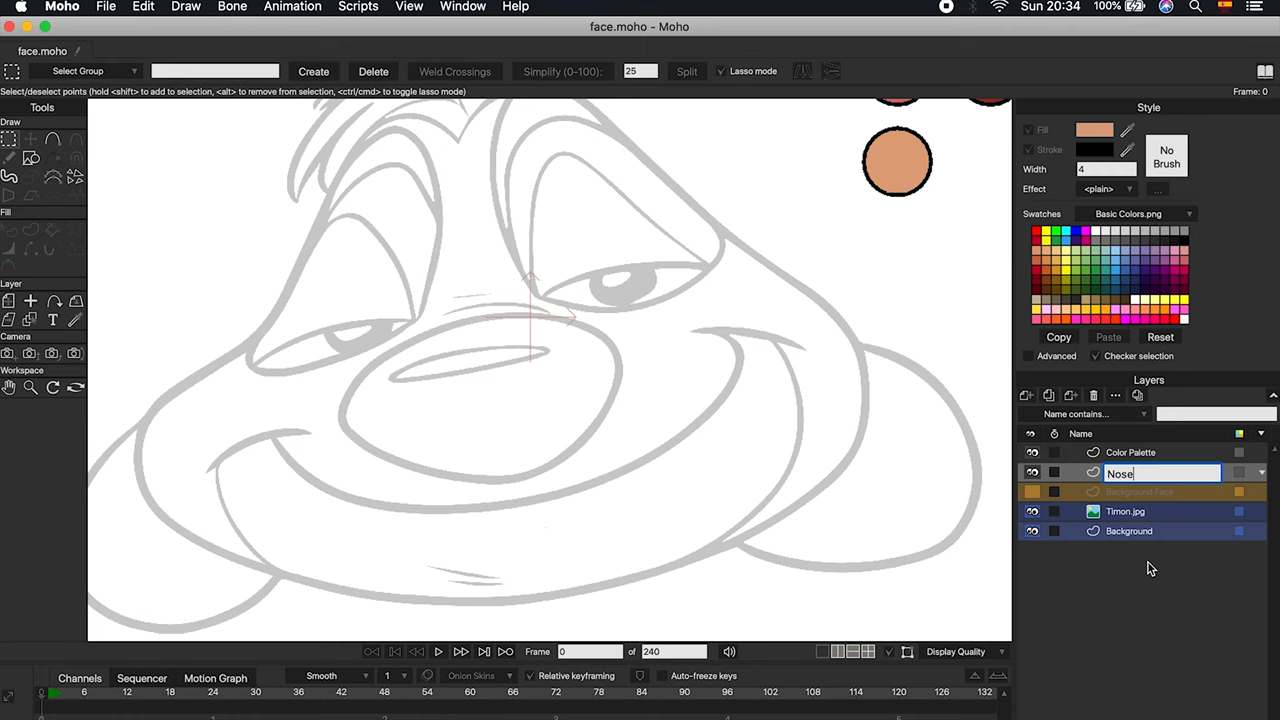 Moho File Edit Draw Bone Animation Scripts View Window Help 100% Sun 20:34
face.moho - Moho
face.moho
Select Group Create Delete Weld Crossings Simplify (0-100): 25 Split Lasso mode
Select/deselect points (hold <shift> to add to selection, <alt> to remove from selection, <ctrl/cmd> to toggle lasso mode) Frame: 0
Tools
Draw
Fill
Layer
T
Camera
Workspace
Style
Fill
Stroke
No Brush
Width 4
Effect <plain> ...
Swatches Basic Colors.png
Copy Paste Reset
Advanced Checker selection
Layers
Name contains...
Name
Color Palette
Nose
Background Face
Timon.jpg
Background
Frame 0 of 240 Display Quality
Channels Sequencer Motion Graph Smooth 1 Onion Skins Relative keyframing Auto-freeze keys
0 6 12 18 24 30 36 42 48 54 60 66 72 78 84 90 96 102 108 114 120 126 132
1 2 3 4 5